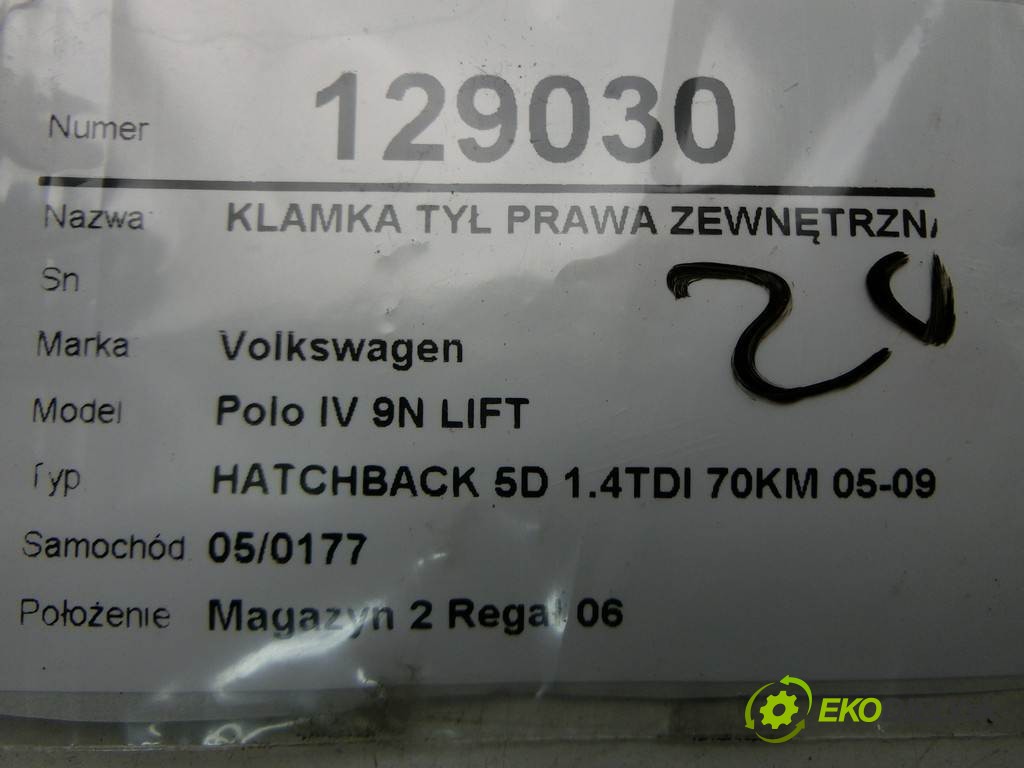 Numer 129030
Nazwa KLAMKA TYŁ PRAWA ZEWNĘTRZN
Sn
Marka Volkswagen
Model Polo IV 9N LIFT
Typ HATCHBACK 5D 1.4TDI 70KM 05-09
Samochód 05/0177
Położenie Magazyn 2 Regał 06
EKO